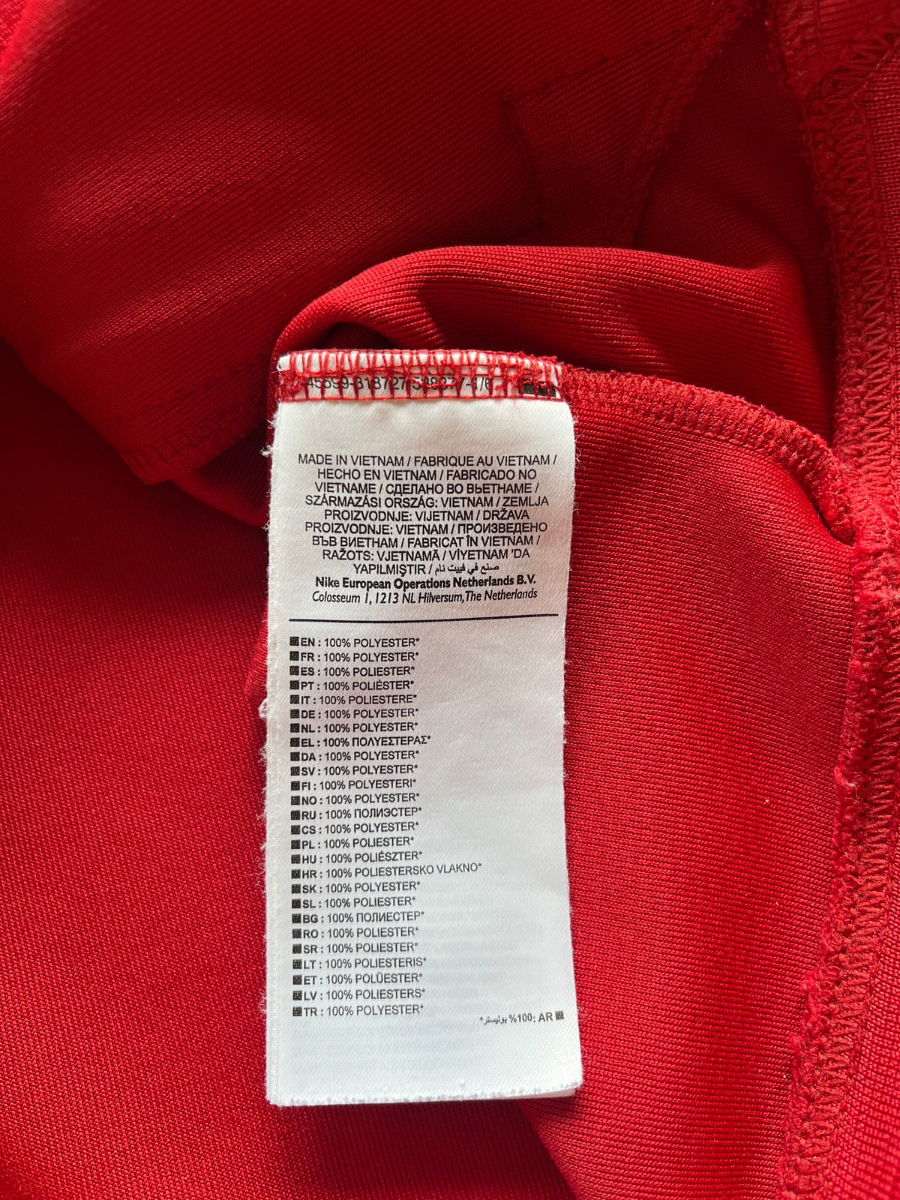 MADE IN VIETNAM / FABRIQUE AU VIETNAM /
HECHO EN VIETNAM / FABRICADO NO
VIETNAME / СДЕЛАНО ВО ВЬЕТНАМЕ /
SZÁRMAZÁSI ORSZÁG: VIETNAM / ZEMLJA
PROIZVODNJE: VIJETNAM / DRŽAVA
PROIZVODNJE: VIETNAM / ПРОИЗВЕДЕНО
ВЪВ ВИЕТНАМ / FABRICAT ÎN VIETNAM /
RAŽOTS: VJETNAMĀ / VİYETNAM 'DA
YAPILMIŞTIR / صنع في فييت نام
Nike European Operations Netherlands B.V.
Colosseum 1, 1213 NL Hilversum, The Netherlands
EN : 100% POLYESTER*
FR : 100% POLYESTER*
ES : 100% POLIESTER*
PT : 100% POLIÉSTER*
IT : 100% POLIESTERE*
DE : 100% POLYESTER*
NL : 100% POLYESTER*
EL : 100% ΠΟΛΥΕΣΤΕΡΑΣ*
DA : 100% POLYESTER*
SV : 100% POLYESTER*
FI : 100% POLYESTERI*
NO : 100% POLYESTER*
RU : 100% ПОЛИЭСТЕР*
CS : 100% POLYESTER*
PL : 100% POLIESTER*
HU : 100% POLIÉSZTER*
HR : 100% POLIESTERSKO VLAKNO*
SK : 100% POLYESTER*
SL : 100% POLIESTER*
BG : 100% ПОЛИЕСТЕР*
RO : 100% POLIESTER*
SR : 100% POLIESTER*
LT : 100% POLIESTERIS*
ET : 100% POLÜESTER*
LV : 100% POLIESTERS*
TR : 100% POLYESTER*
AR :100% بوليستر*